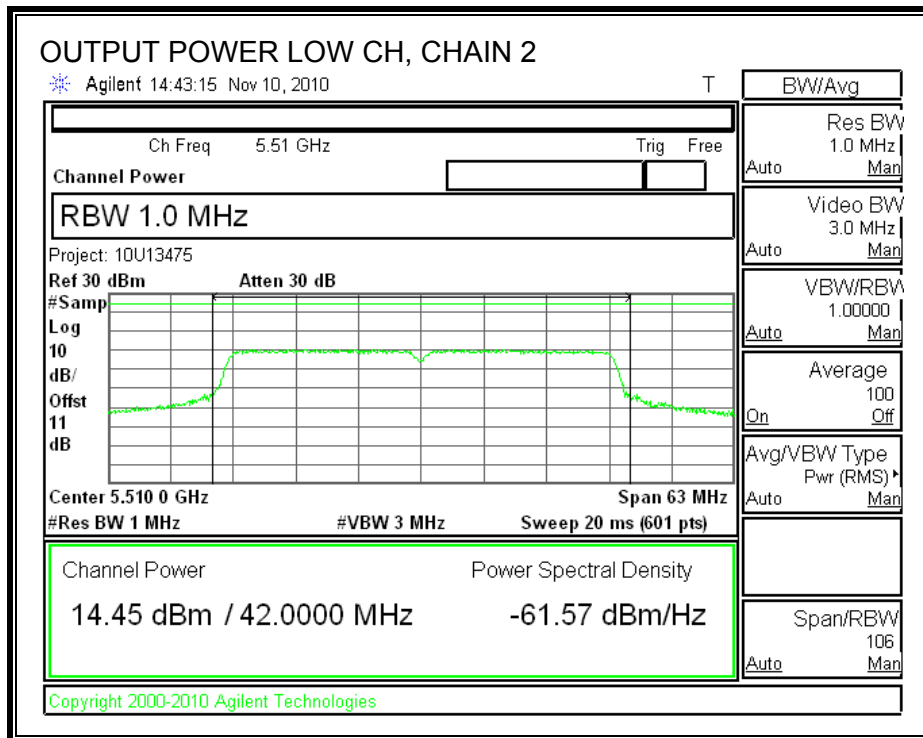 OUTPUT POWER LOW CH, CHAIN 2
Agilent 14:43:15 Nov 10, 2010 T
Ch Freq 5.51 GHz Trig Free
Channel Power
RBW 1.0 MHz
Project: 10U13475
Ref 30 dBm Atten 30 dB
#Samp
Log
10
dB/
Offst
11
dB
Center 5.510 0 GHz Span 63 MHz
#Res BW 1 MHz #VBW 3 MHz Sweep 20 ms (601 pts)
Channel Power Power Spectral Density
14.45 dBm / 42.0000 MHz -61.57 dBm/Hz
Copyright 2000-2010 Agilent Technologies
BW/Avg
Res BW
1.0 MHz
Auto Man
Video BW
3.0 MHz
Auto Man
VBW/RBW
1.00000
Auto Man
Average
100
On Off
Avg/VBW Type
Pwr (RMS)
Auto Man
Span/RBW
106
Auto Man